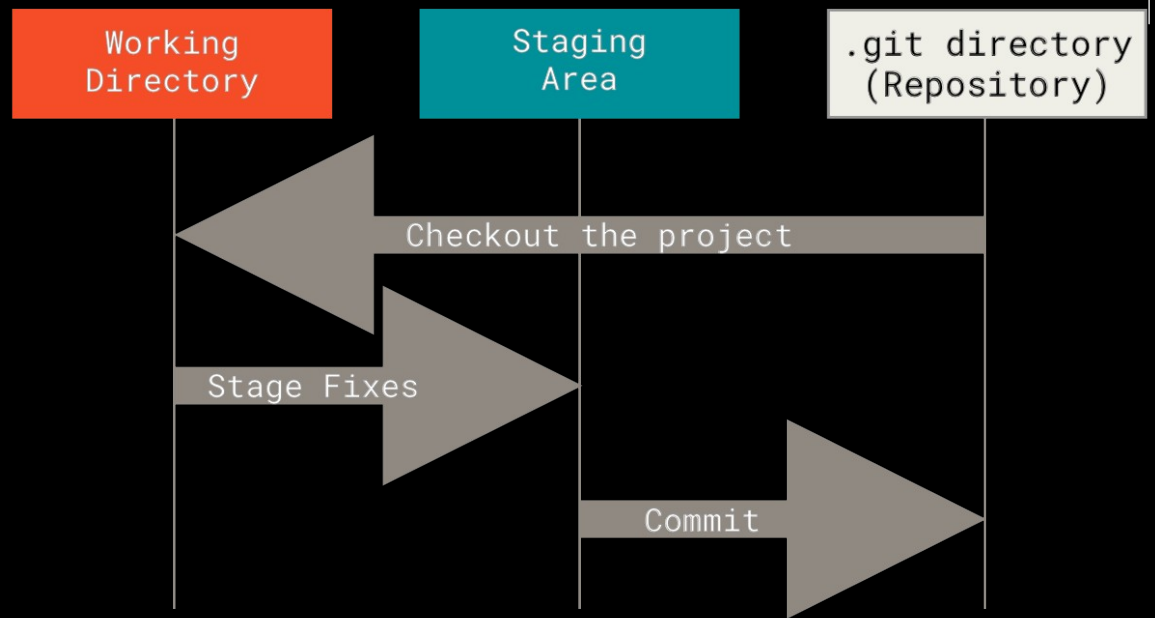 Working
Directory
Staging
Area
.git directory
(Repository)
Checkout the project
Stage Fixes
Commit